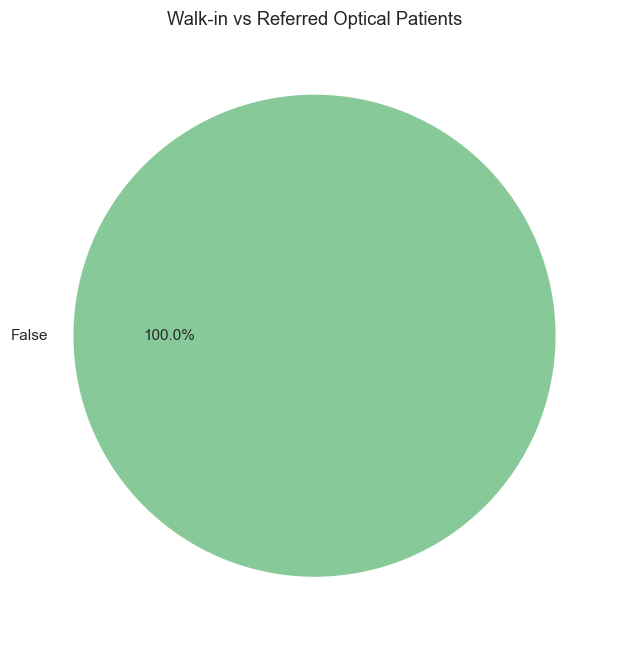 Walk-in vs Referred Optical Patients
False
100.0%